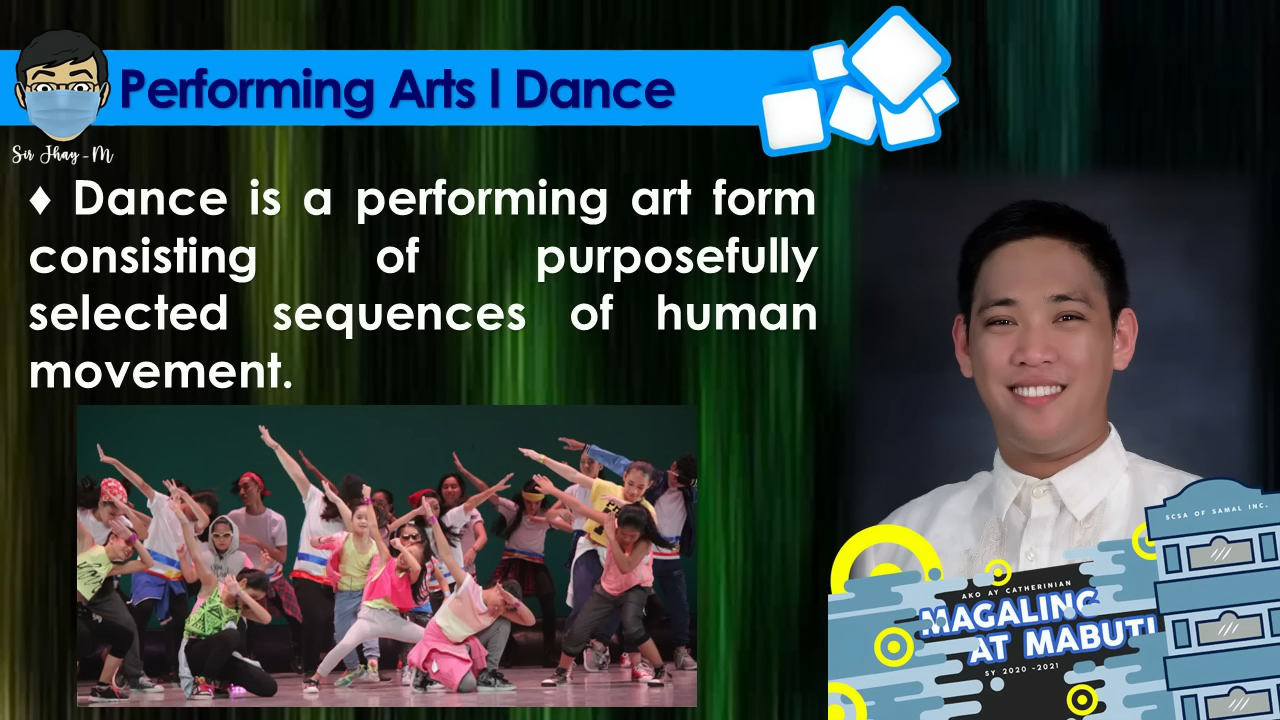 Performing Arts l Dance
Sir Jhay-M
♦ Dance is a performing art form
consisting of purposefully
selected sequences of human
movement.
SCSA OF SAMAL INC.
AKO AY CATHERINIAN
MAGALING
AT MABUTI
SY 2020 -2021